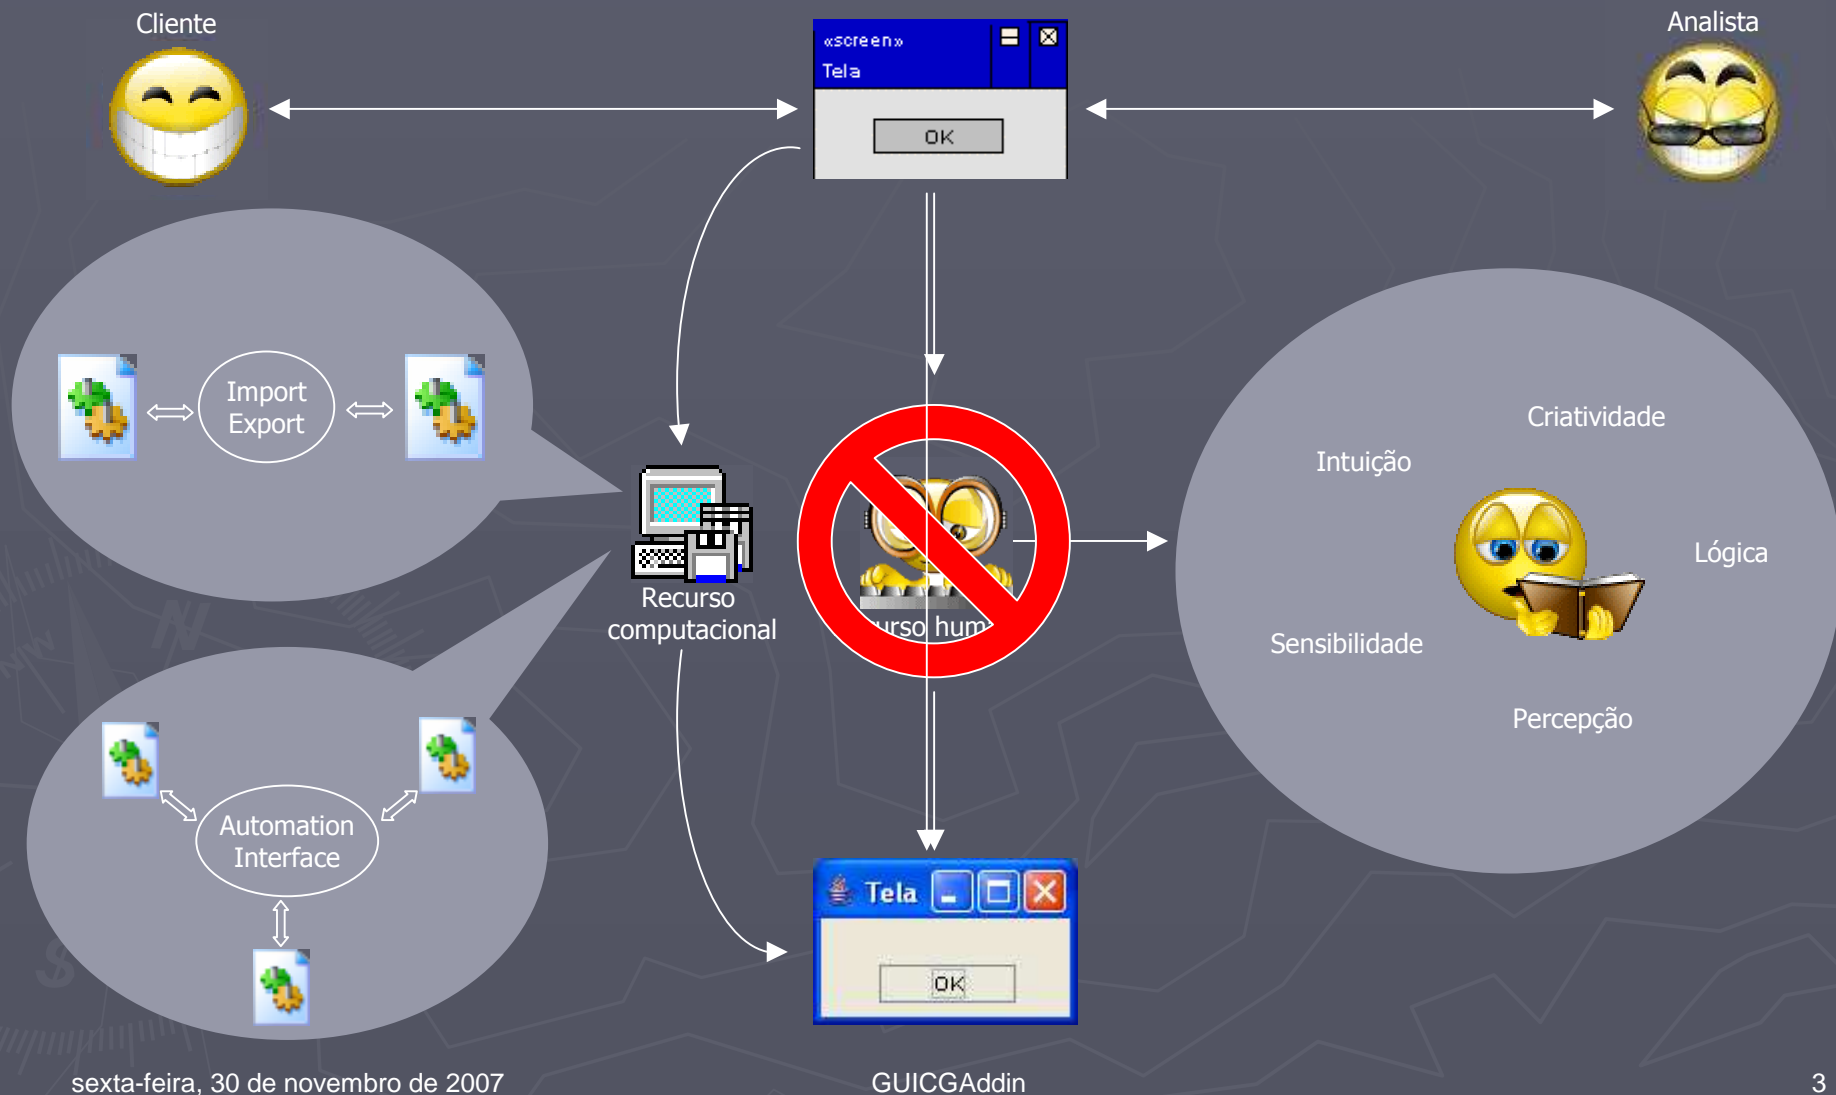 Cliente
Analista
«screen»
Tela
OK
Import
Export
Criatividade
Intuição
Lógica
Sensibilidade
Percepção
Recurso
computacional
Automation
Interface
Tela
OK
sexta-feira, 30 de novembro de 2007
GUICGAddin
3